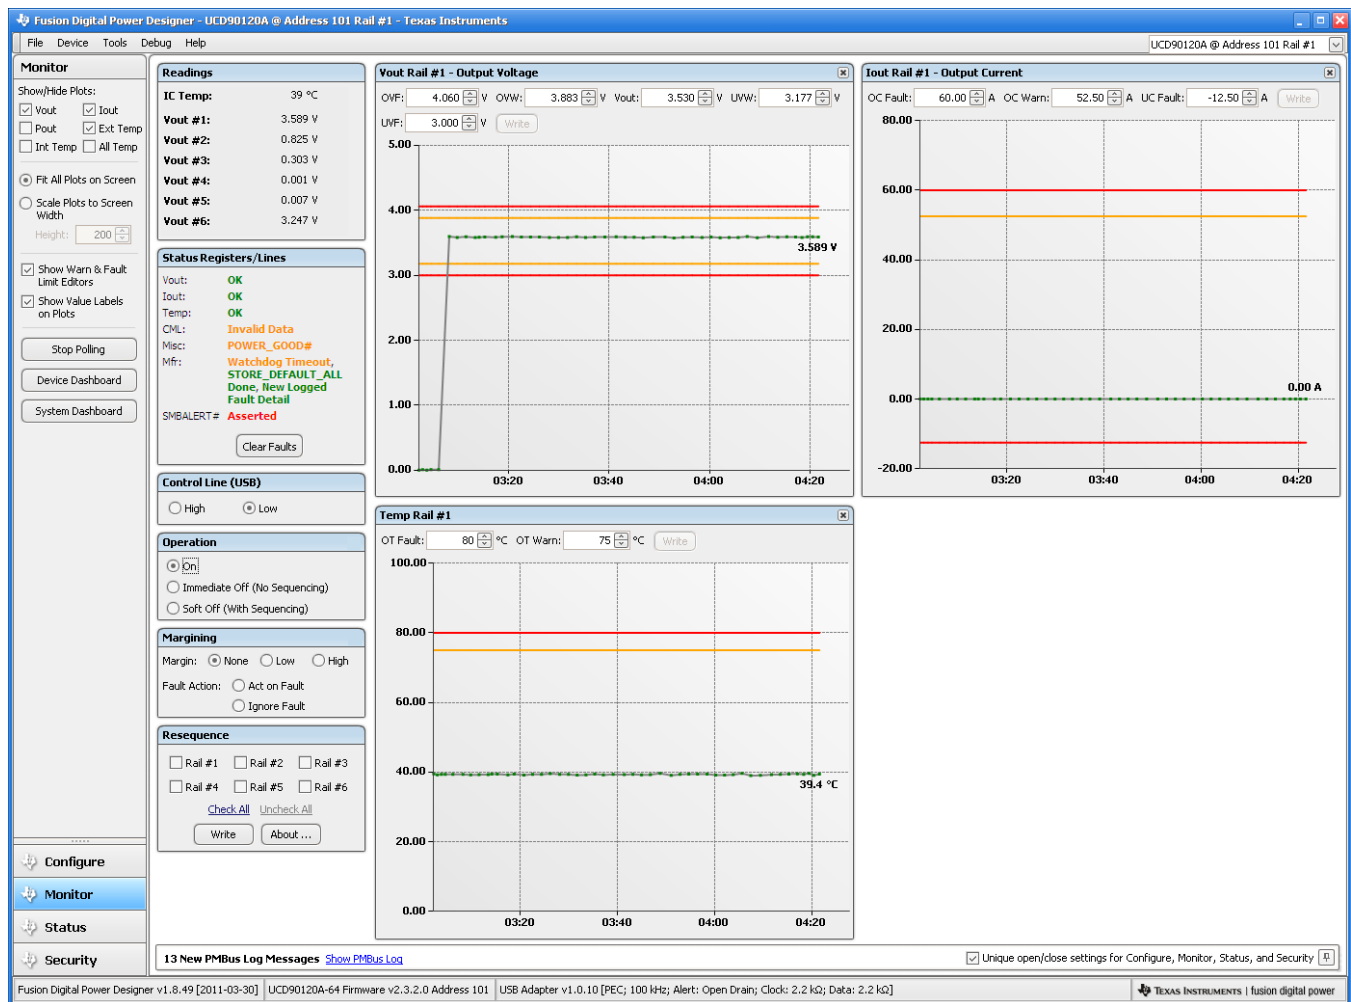 Fusion Digital Power Designer - UCD90120A @ Address 101 Rail #1 - Texas Instruments
File Device Tools Debug Help
UCD90120A @ Address 101 Rail #1
Monitor
Show/Hide Plots:
Vout Iout
Pout Ext Temp
Int Temp All Temp
Fit All Plots on Screen
Scale Plots to Screen
Width
Height: 200
Show Warn & Fault
Limit Editors
Show Value Labels
on Plots
Stop Polling
Device Dashboard
System Dashboard
Configure
Monitor
Status
Security
Readings
IC Temp: 39 °C
Vout #1: 3.589 V
Vout #2: 0.825 V
Vout #3: 0.303 V
Vout #4: 0.001 V
Vout #5: 0.007 V
Vout #6: 3.247 V
Status Registers/Lines
Vout: OK
Iout: OK
Temp: OK
CML: Invalid Data
Misc: POWER_GOOD#
Mfr: Watchdog Timeout,
STORE_DEFAULT_ALL
Done, New Logged
Fault Detail
SMBALERT# Asserted
Clear Faults
Control Line (USB)
High Low
Operation
On
Immediate Off (No Sequencing)
Soft Off (With Sequencing)
Margining
Margin: None Low High
Fault Action: Act on Fault
Ignore Fault
Resequence
Rail #1 Rail #2 Rail #3
Rail #4 Rail #5 Rail #6
Check All Uncheck All
Write About ...
Vout Rail #1 - Output Voltage
OVF: 4.060 V OVW: 3.883 V Vout: 3.530 V UVW: 3.177 V
UVF: 3.000 V Write
5.00
4.00
3.589 V
3.00
2.00
1.00
0.00
03:20 03:40 04:00 04:20
Iout Rail #1 - Output Current
OC Fault: 60.00 A OC Warn: 52.50 A UC Fault: -12.50 A Write
80.00
60.00
40.00
20.00
0.00 A
0.00
-20.00
03:20 03:40 04:00 04:20
Temp Rail #1
OT Fault: 80 °C OT Warn: 75 °C Write
100.00
80.00
60.00
40.00
39.4 °C
20.00
0.00
03:20 03:40 04:00 04:20
13 New PMBus Log Messages Show PMBus Log
Unique open/close settings for Configure, Monitor, Status, and Security
Fusion Digital Power Designer v1.8.49 [2011-03-30] UCD90120A-64 Firmware v2.3.2.0 Address 101 USB Adapter v1.0.10 [PEC; 100 kHz; Alert: Open Drain; Clock: 2.2 kΩ; Data: 2.2 kΩ] TEXAS INSTRUMENTS | fusion digital power